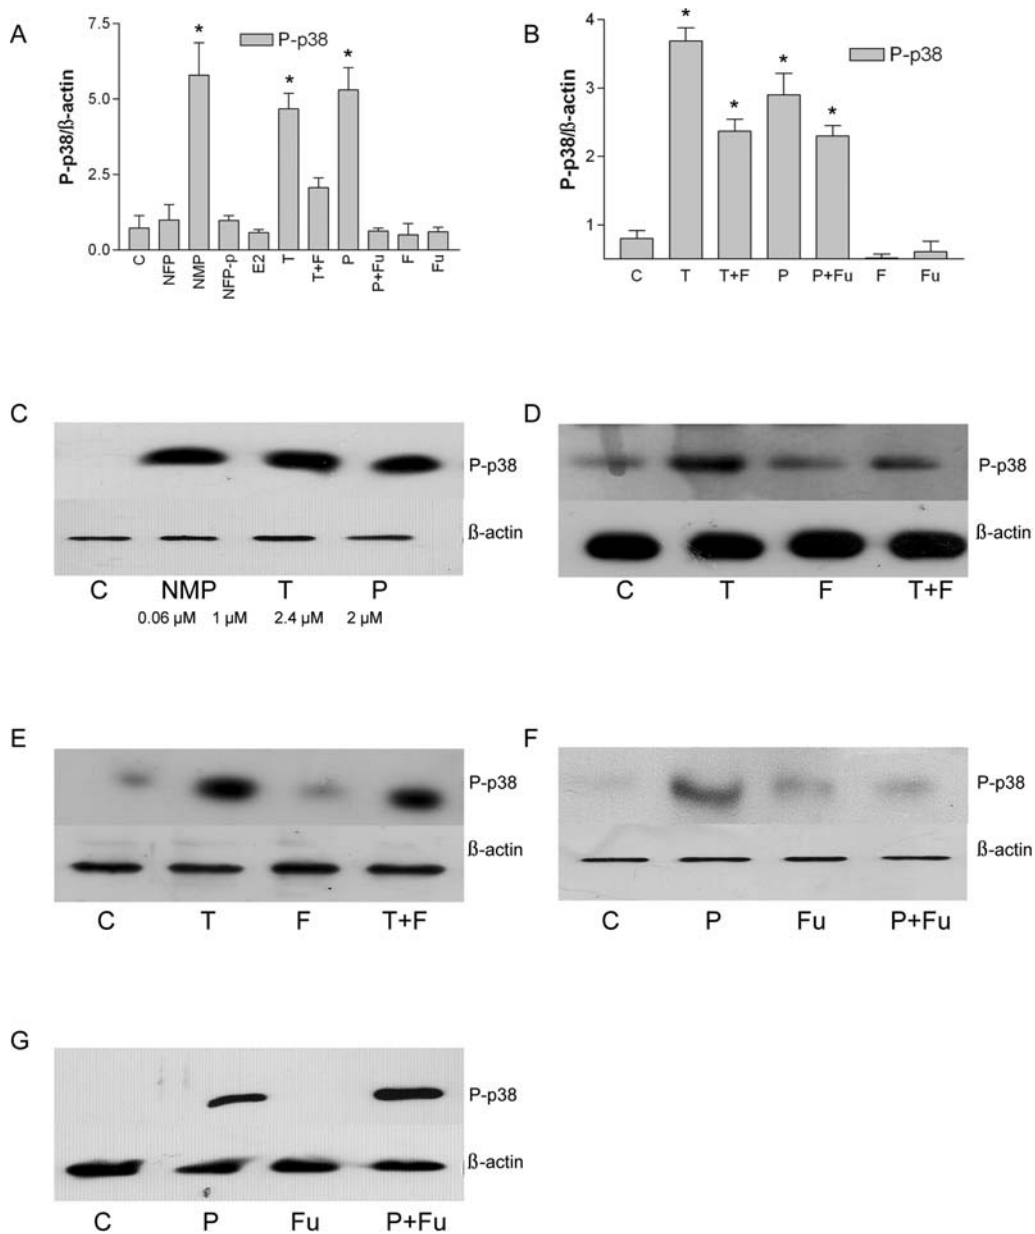 A
P-p38/ß-actin
7.5
5.0
2.5
0.0
P-p38
*
*
*
C
NFP
NMP
NFP-p
E2
T
T+F
P
P+Fu
F
Fu
B
P-p38/ß-actin
4
3
2
1
P-p38
*
*
*
*
C T T+F P P+Fu F Fu
C
P-p38
ß-actin
C NMP T P
0.06 µM 1 µM 2.4 µM 2 µM
D
P-p38
ß-actin
C T F T+F
E
P-p38
ß-actin
C T F T+F
F
P-p38
ß-actin
C P Fu P+Fu
G
P-p38
ß-actin
C P Fu P+Fu